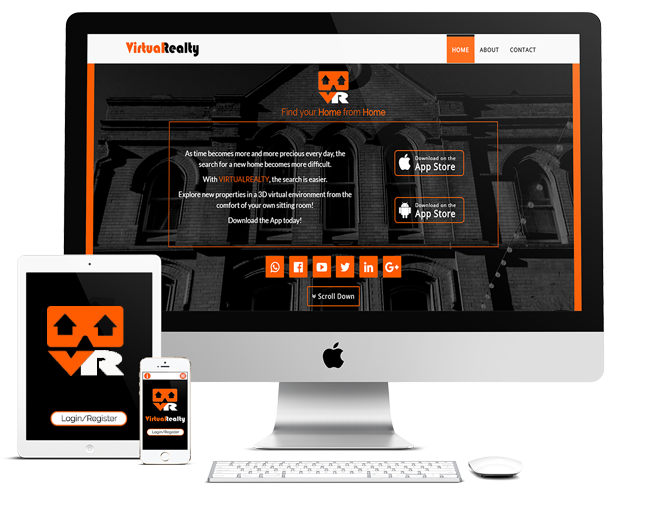 VirtualRealty
HOME ABOUT CONTACT
VR
Find your Home from Home
As time becomes more and more precious every day, the
search for a new home becomes more difficult.
With VIRTUALREALTY, the search is easier.
Explore new properties in a 3D virtual environment from the
comfort of your own sitting room!
Download the App today!
Download on the
App Store
Download on the
App Store
Scroll Down
VR
Login/Register
VR
VirtualRealty
Login/Register